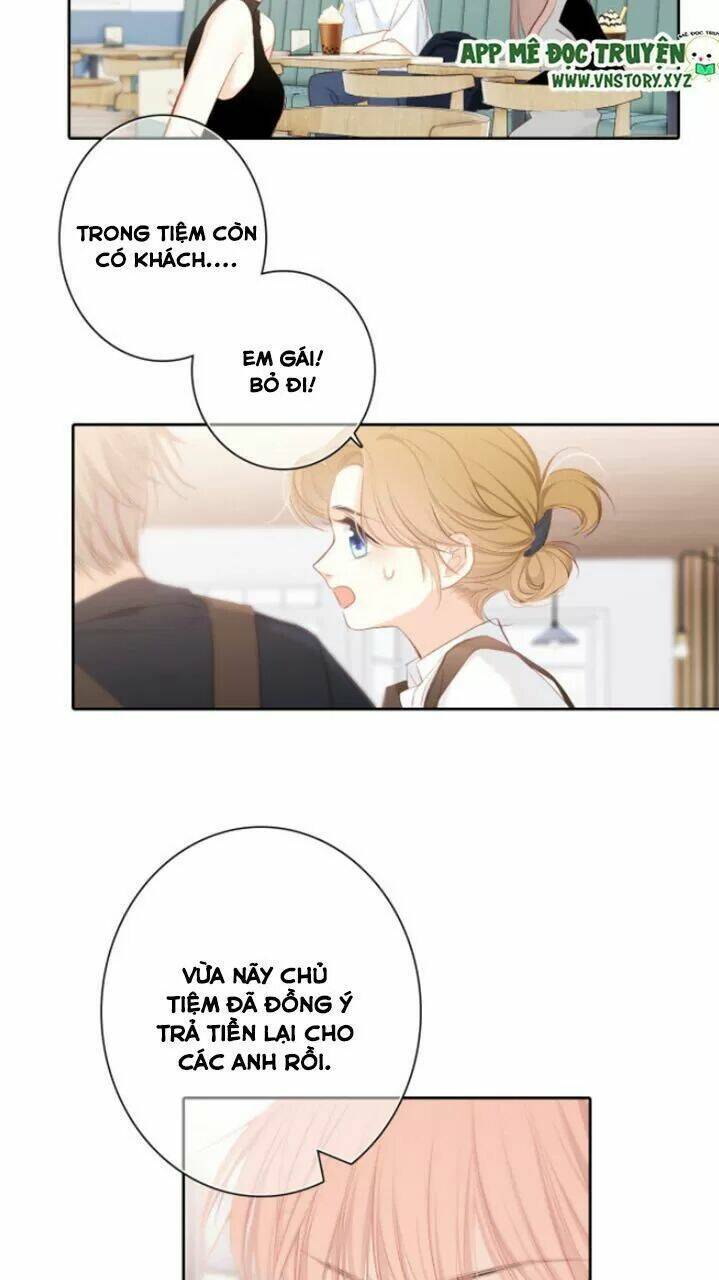 APP MÊ ĐỌC TRUYỆN
WWW.VNSTORY.XYZ
TRONG TIỆM CÒN
CÓ KHÁCH....
EM GÁI!
BỎ ĐI!
VỪA NÃY CHỦ
TIỆM ĐÃ ĐỒNG Ý
TRẢ TIỀN LẠI CHO
CÁC ANH RỒI.